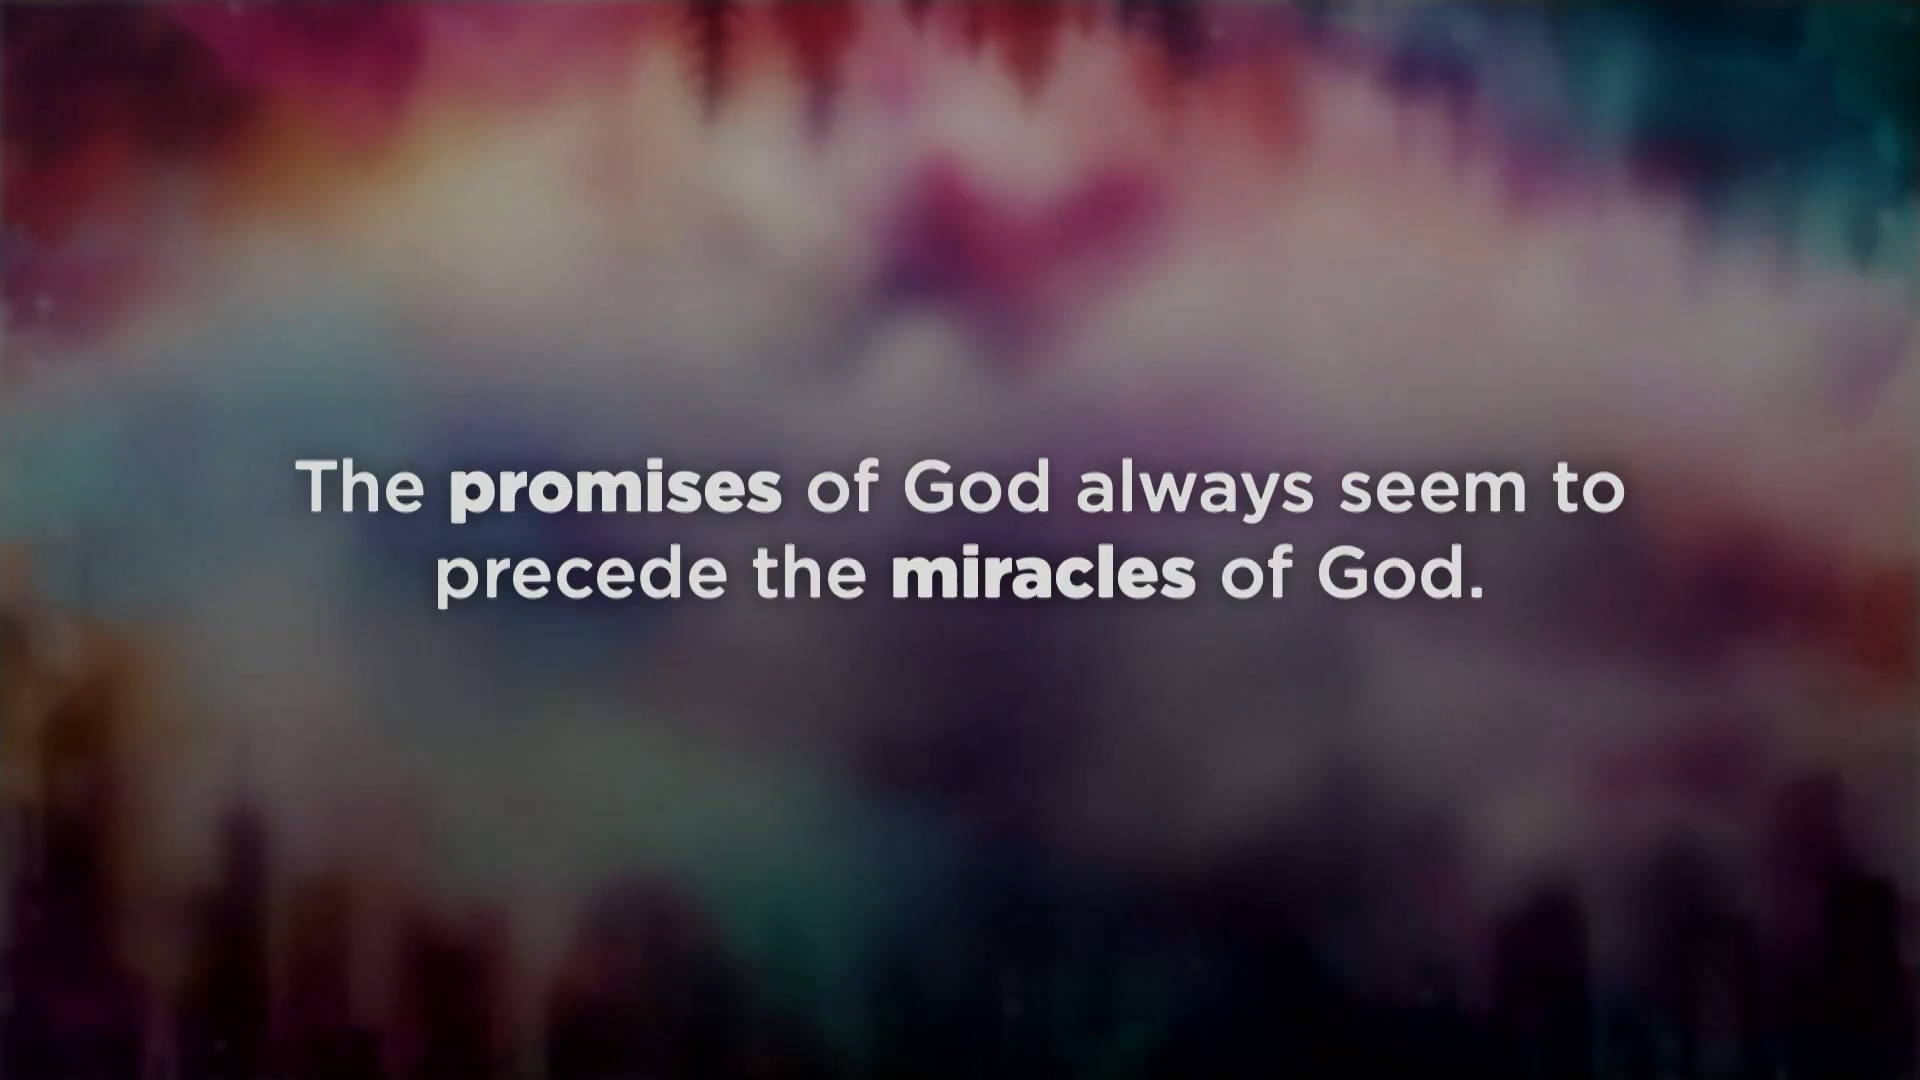 The promises of God always seem to
precede the miracles of God.